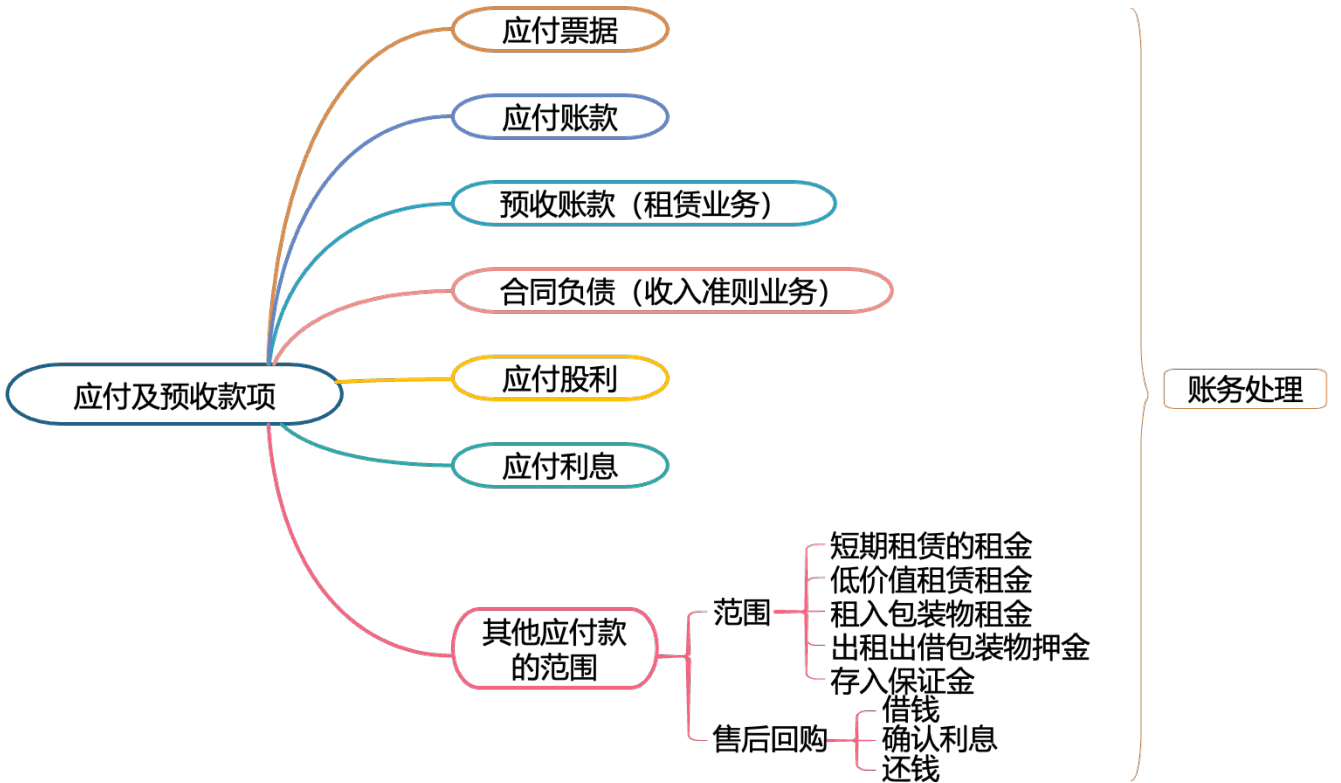 应付票据
应付账款
预收账款（租赁业务）
合同负债（收入准则业务）
应付及预收款项
应付股利
账务处理
应付利息
其他应付款
的范围
范围
短期租赁的租金
低价值租赁租金
租入包装物租金
出租出借包装物押金
存入保证金
售后回购
借钱
确认利息
还钱